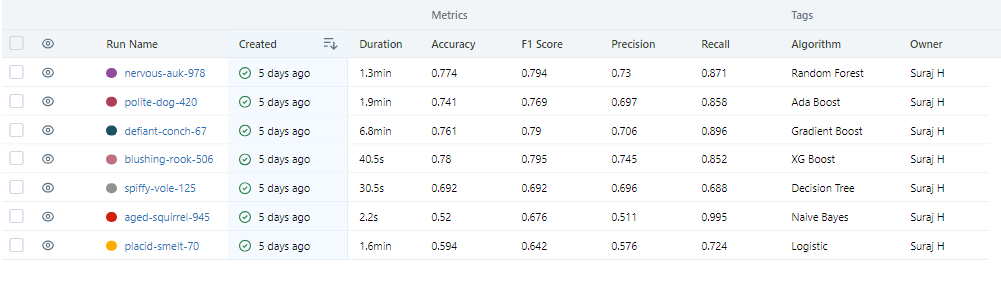 Metrics Tags
Run Name Created Duration Accuracy F1 Score Precision Recall Algorithm Owner
nervous-auk-978 5 days ago 1.3min 0.774 0.794 0.73 0.871 Random Forest Suraj H
polite-dog-420 5 days ago 1.9min 0.741 0.769 0.697 0.858 Ada Boost Suraj H
defiant-conch-67 5 days ago 6.8min 0.761 0.79 0.706 0.896 Gradient Boost Suraj H
blushing-rook-506 5 days ago 40.5s 0.78 0.795 0.745 0.852 XG Boost Suraj H
spiffy-vole-125 5 days ago 30.5s 0.692 0.692 0.696 0.688 Decision Tree Suraj H
aged-squirrel-945 5 days ago 2.2s 0.52 0.676 0.511 0.995 Naive Bayes Suraj H
placid-smelt-70 5 days ago 1.6min 0.594 0.642 0.576 0.724 Logistic Suraj H